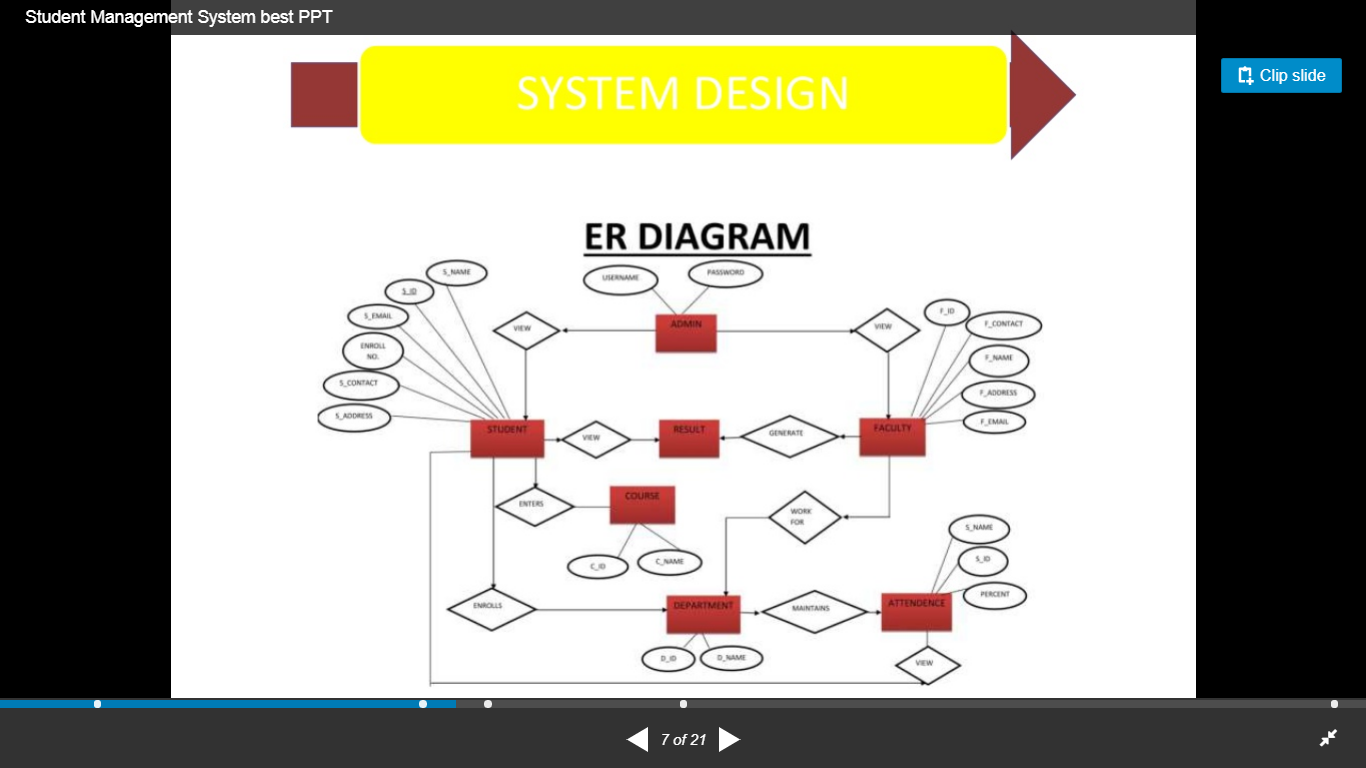 Student Management System best PPT
Clip slide
SYSTEM DESIGN
ER DIAGRAM
S_NAME
USERNAME
PASSWORD
S_ID
S_EMAIL
F_ID
F_CONTACT
VIEW
ADMIN
VIEW
ENROLL
NO.
F_NAME
S_CONTACT
F_ADDRESS
S_ADDRESS
F_EMAIL
STUDENT
VIEW
RESULT
GENERATE
FACULTY
ENTERS
COURSE
WORK
FOR
S_NAME
C_ID
C_NAME
S_ID
PERCENT
ENROLLS
DEPARTMENT
MAINTAINS
ATTENDENCE
D_ID
D_NAME
VIEW
7 of 21